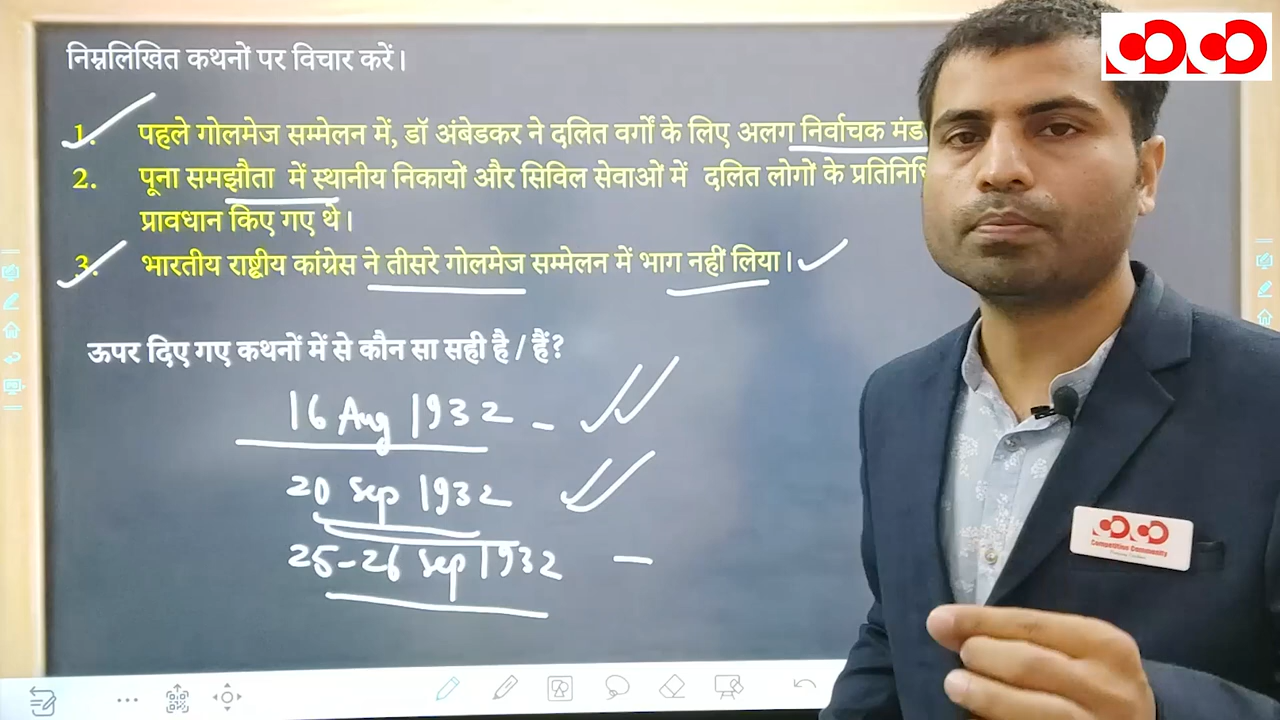 निम्नलिखित कथनों पर विचार करें।
1. पहले गोलमेज सम्मेलन में, डॉ अंबेडकर ने दलित वर्गों के लिए अलग निर्वाचक
2. पूना समझौता में स्थानीय निकायों और सिविल सेवाओं में दलित लोगों के
प्रावधान किए गए थे।
3. भारतीय राष्ट्रीय कांग्रेस ने तीसरे गोलमेज सम्मेलन में भाग नहीं लिया।
ऊपर दिए गए कथनों में से कौन सा सही है / हैं?
16 Aug 1932 -
20 Sep 1932
25-26 Sep 1932 -
Competition Community